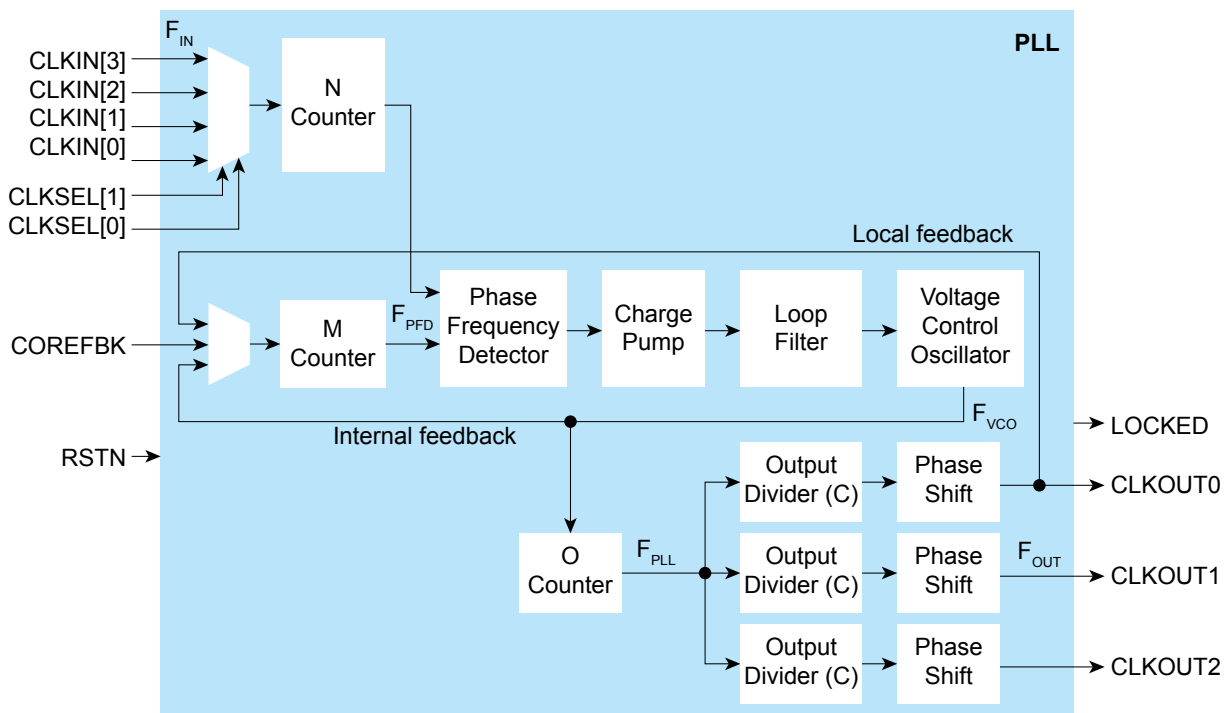 PLL
F_IN
CLKIN[3]
CLKIN[2]
CLKIN[1]
CLKIN[0]
CLKSEL[1]
CLKSEL[0]
N
Counter
Local feedback
COREFBK
M
Counter
F_PFD
Phase
Frequency
Detector
Charge
Pump
Loop
Filter
Voltage
Control
Oscillator
Internal feedback
F_VCO
LOCKED
RSTN
Output
Divider (C)
Phase
Shift
CLKOUT0
O
Counter
F_PLL
Output
Divider (C)
Phase
Shift
F_OUT
CLKOUT1
Output
Divider (C)
Phase
Shift
CLKOUT2